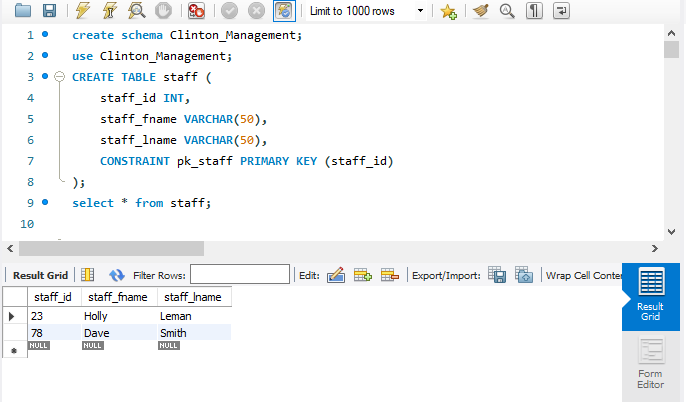 Limit to 1000 rows
1 create schema Clinton_Management;
2 use Clinton_Management;
3 CREATE TABLE staff (
4 staff_id INT,
5 staff_fname VARCHAR(50),
6 staff_lname VARCHAR(50),
7 CONSTRAINT pk_staff PRIMARY KEY (staff_id)
8 );
9 select * from staff;
10
Result Grid Filter Rows: Edit: Export/Import: Wrap Cell Conten
staff_id staff_fname staff_lname
23 Holly Leman
78 Dave Smith
NULL NULL NULL
Result
Grid
Form
Editor